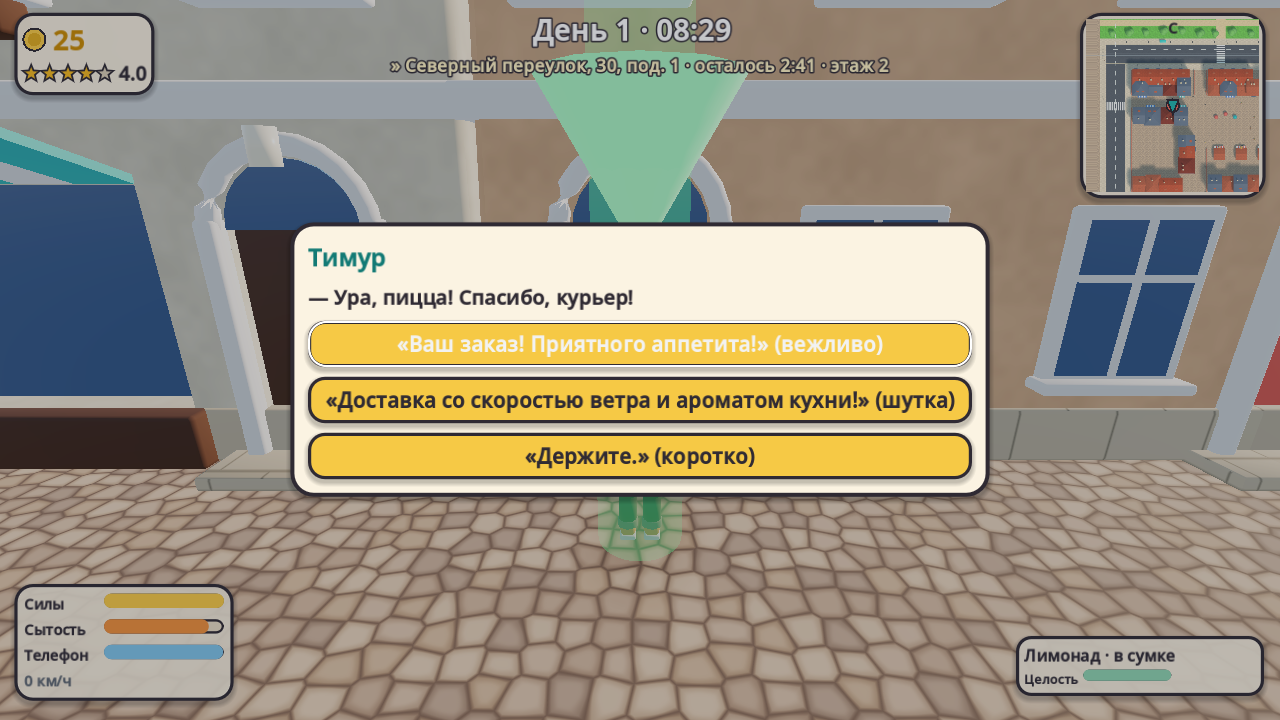 25
4.0
День 1 · 08:29
» Северный переулок, 30, под. 1 · осталось 2:41 · этаж 2
С
Тимур
— Ура, пицца! Спасибо, курьер!
«Ваш заказ! Приятного аппетита!» (вежливо)
«Доставка со скоростью ветра и ароматом кухни!» (шутка)
«Держите.» (коротко)
Силы
Сытость
Телефон
0 км/ч
Лимонад · в сумке
Целость